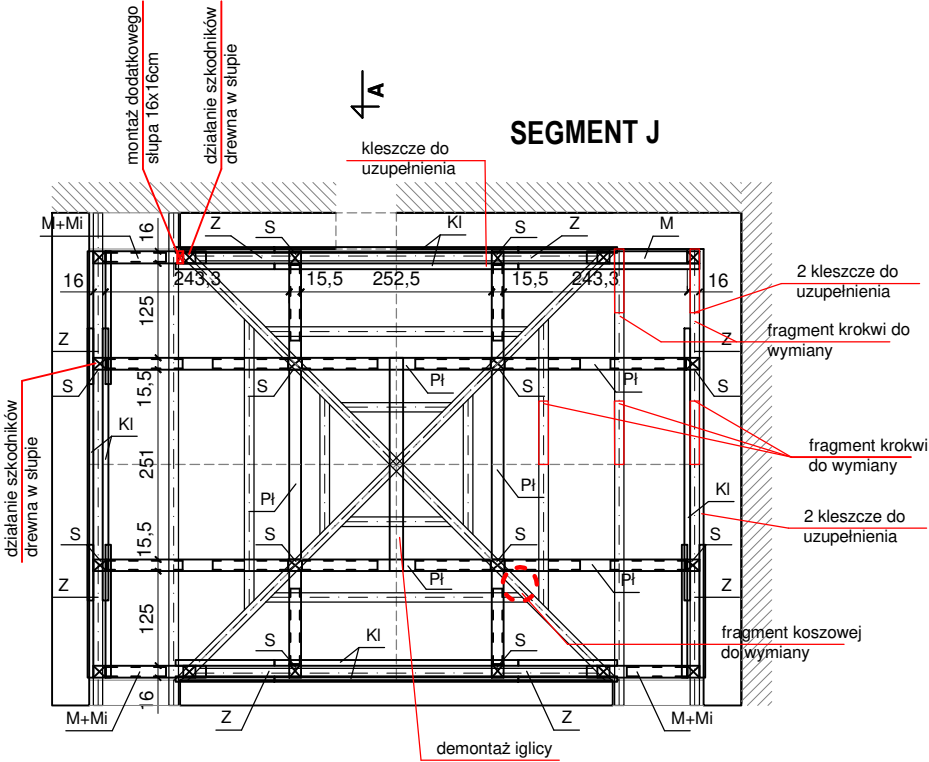 montaż dodatkowego
słupa 16x16cm
działanie szkodników
drewna w słupie
A
SEGMENT J
kleszcze do
uzupełnienia
M+Mi
16
Z
S
Kl
S
Z
M
16
243,3
15,5
252,5
15,5
243,3
16
2 kleszcze do
uzupełnienia
Kl
125
fragment krokwi do
wymiany
Z
Z
S
S
Pł
S
Pł
S
15,5
działanie szkodników
drewna w słupie
Kl
251
fragment krokwi
do wymiany
Pł
Pł
Kl
2 kleszcze do
uzupełnienia
S
15,5
S
S
S
Z
Pł
Pł
Z
125
fragment koszowej
do wymiany
S
Kl
S
Kl
16
M+Mi
Z
Z
M+Mi
demontaż iglicy